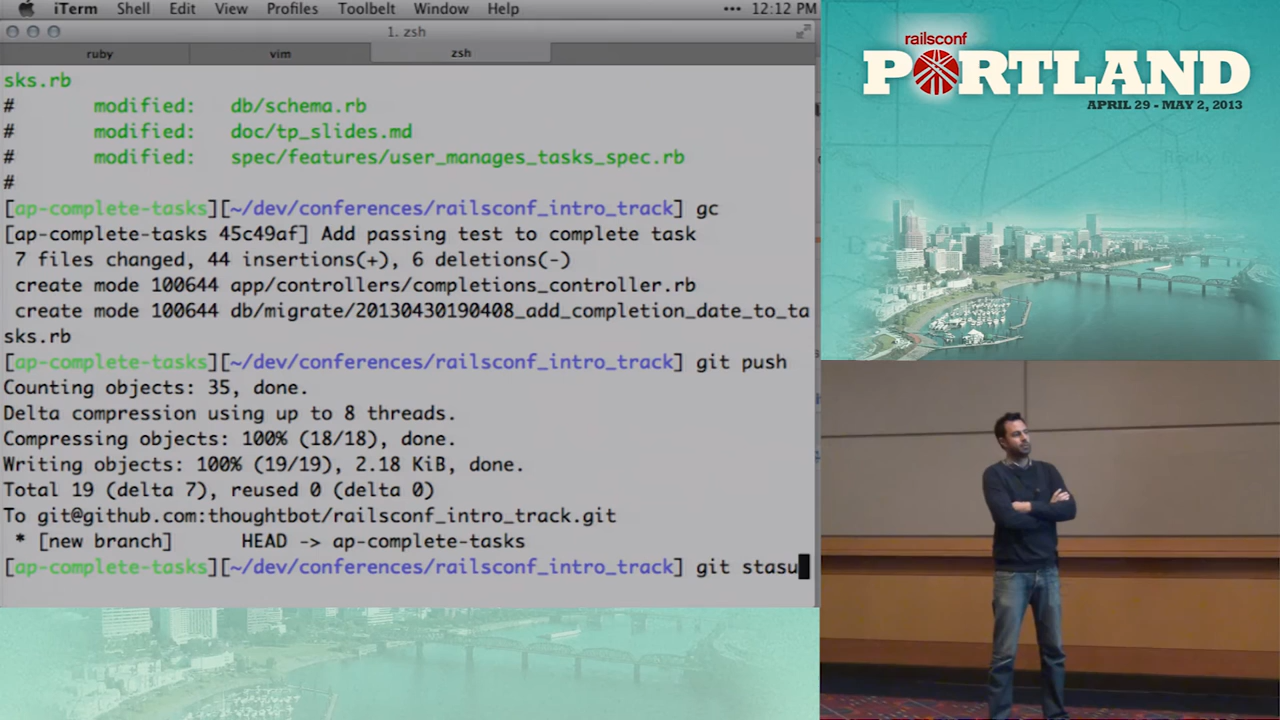 iTerm Shell Edit View Profiles Toolbelt Window Help ••• 12:12 PM
1. zsh
ruby vim zsh
sks.rb
# modified: db/schema.rb
# modified: doc/tp_slides.md
# modified: spec/features/user_manages_tasks_spec.rb
#
[ap-complete-tasks][~/dev/conferences/railsconf_intro_track] gc
[ap-complete-tasks 45c49af] Add passing test to complete task
7 files changed, 44 insertions(+), 6 deletions(-)
create mode 100644 app/controllers/completions_controller.rb
create mode 100644 db/migrate/20130430190408_add_completion_date_to_ta
sks.rb
[ap-complete-tasks][~/dev/conferences/railsconf_intro_track] git push
Counting objects: 35, done.
Delta compression using up to 8 threads.
Compressing objects: 100% (18/18), done.
Writing objects: 100% (19/19), 2.18 KiB, done.
Total 19 (delta 7), reused 0 (delta 0)
To git@github.com:thoughtbot/railsconf_intro_track.git
* [new branch] HEAD -> ap-complete-tasks
[ap-complete-tasks][~/dev/conferences/railsconf_intro_track] git stasu
railsconf
PORTLAND
APRIL 29 - MAY 2, 2013